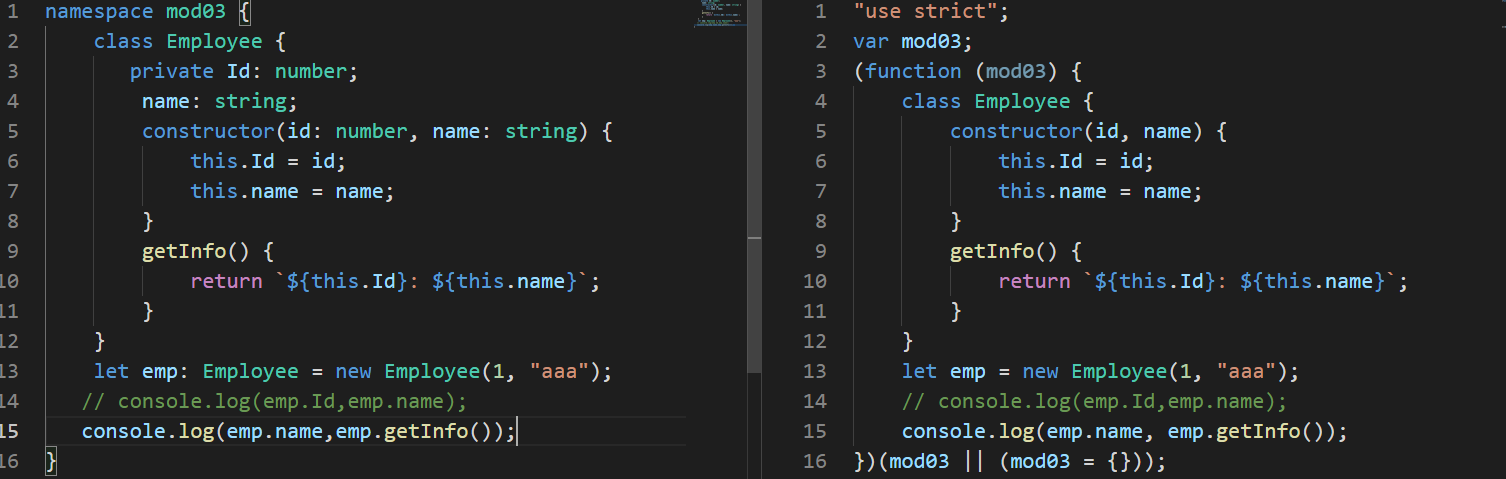 1 namespace mod03 {
2 class Employee {
3 private Id: number;
4 name: string;
5 constructor(id: number, name: string) {
6 this.Id = id;
7 this.name = name;
8 }
9 getInfo() {
10 return `${this.Id}: ${this.name}`;
11 }
12 }
13 let emp: Employee = new Employee(1, "aaa");
14 // console.log(emp.Id,emp.name);
15 console.log(emp.name,emp.getInfo());
16 }
1 "use strict";
2 var mod03;
3 (function (mod03) {
4 class Employee {
5 constructor(id, name) {
6 this.Id = id;
7 this.name = name;
8 }
9 getInfo() {
10 return `${this.Id}: ${this.name}`;
11 }
12 }
13 let emp = new Employee(1, "aaa");
14 // console.log(emp.Id,emp.name);
15 console.log(emp.name, emp.getInfo());
16 })(mod03 || (mod03 = {}));